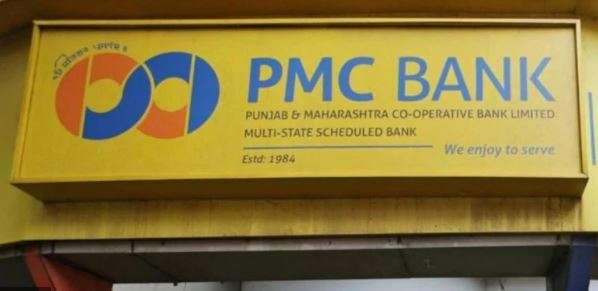 PMC BANK
PUNJAB & MAHARASHTRA CO-OPERATIVE BANK LIMITED
MULTI-STATE SCHEDULED BANK
Estd: 1984
We enjoy to serve